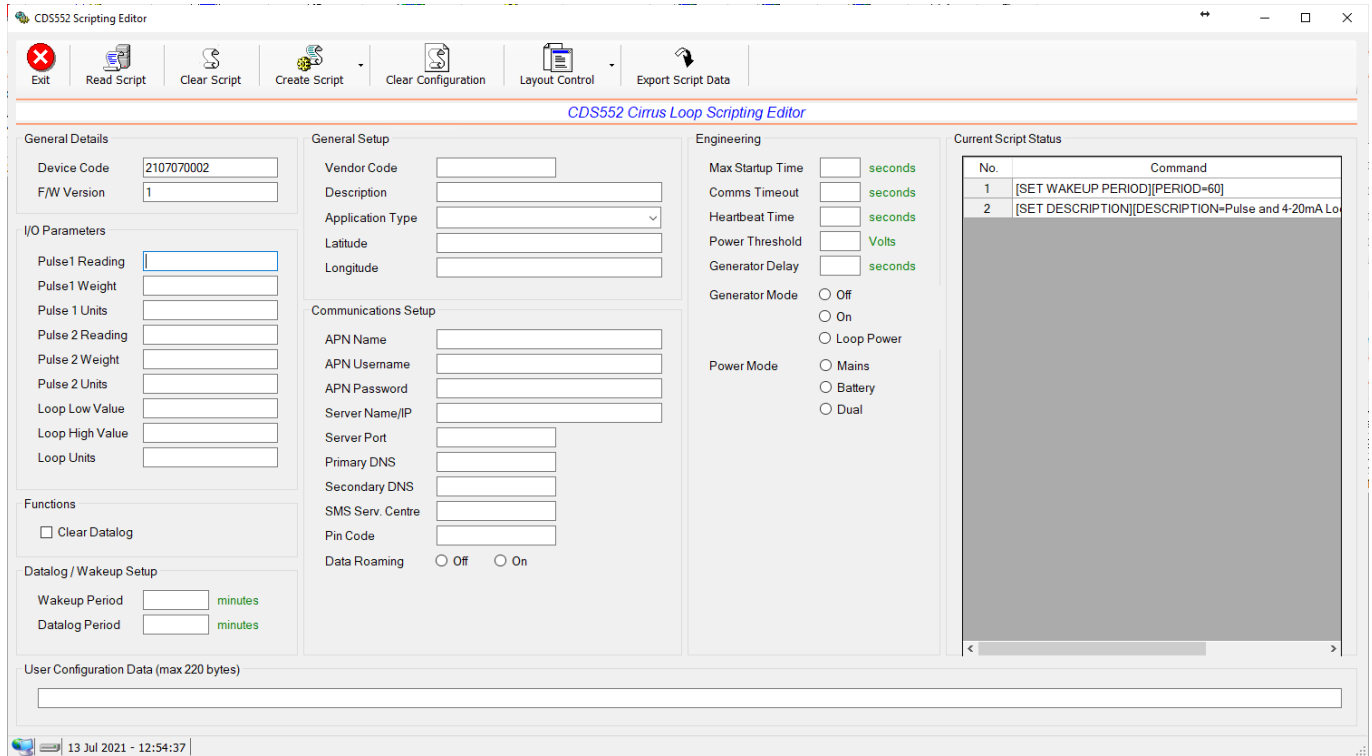 CDS552 Scripting Editor
Exit
Read Script
Clear Script
Create Script
Clear Configuration
Layout Control
Export Script Data
CDS552 Cirrus Loop Scripting Editor
General Details
Device Code 2107070002
F/W Version 1
I/O Parameters
Pulse1 Reading
Pulse1 Weight
Pulse 1 Units
Pulse 2 Reading
Pulse 2 Weight
Pulse 2 Units
Loop Low Value
Loop High Value
Loop Units
Functions
Clear Datalog
Datalog / Wakeup Setup
Wakeup Period minutes
Datalog Period minutes
General Setup
Vendor Code
Description
Application Type
Latitude
Longitude
Communications Setup
APN Name
APN Username
APN Password
Server Name/IP
Server Port
Primary DNS
Secondary DNS
SMS Serv. Centre
Pin Code
Data Roaming Off On
Engineering
Max Startup Time seconds
Comms Timeout seconds
Heartbeat Time seconds
Power Threshold Volts
Generator Delay seconds
Generator Mode Off
On
Loop Power
Power Mode Mains
Battery
Dual
Current Script Status
No. Command
1 [SET WAKEUP PERIOD][PERIOD=60]
2 [SET DESCRIPTION][DESCRIPTION=Pulse and 4-20mA Lo
User Configuration Data (max 220 bytes)
13 Jul 2021 - 12:54:37